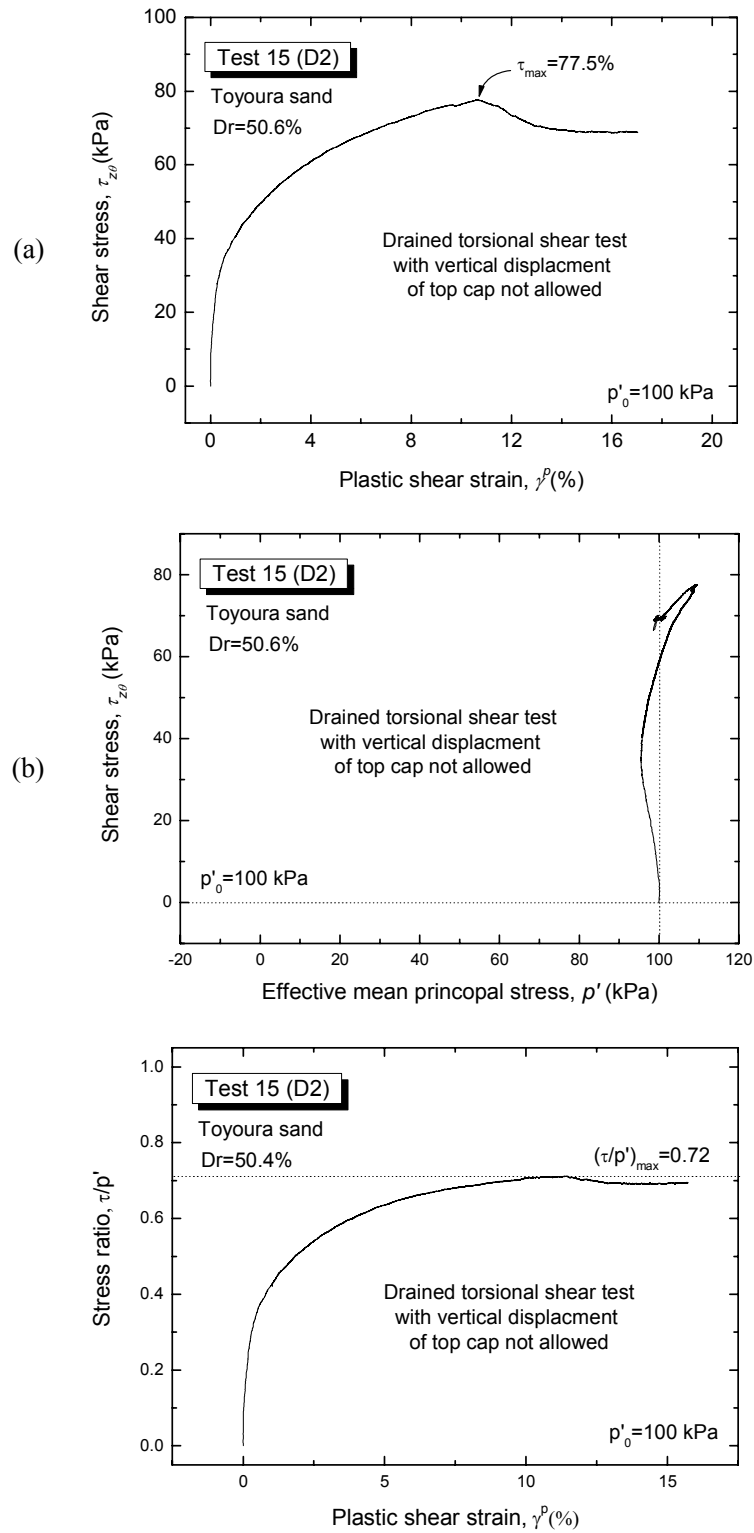 (a)
Test 15 (D2)
Toyoura sand
Dr=50.6%
τmax=77.5%
Drained torsional shear test
with vertical displacment
of top cap not allowed
p'0=100 kPa
100
80
60
40
20
0
Shear stress, τzθ (kPa)
0 4 8 12 16 20
Plastic shear strain, γp(%)
(b)
Test 15 (D2)
Toyoura sand
Dr=50.6%
Drained torsional shear test
with vertical displacment
of top cap not allowed
p'0=100 kPa
80
60
40
20
0
Shear stress, τzθ (kPa)
-20 0 20 40 60 80 100 120
Effective mean princopal stress, p' (kPa)
Test 15 (D2)
Toyoura sand
Dr=50.4%
(τ/p')max=0.72
Drained torsional shear test
with vertical displacment
of top cap not allowed
p'0=100 kPa
1.0
0.8
0.6
0.4
0.2
0.0
Stress ratio, τ/p'
0 5 10 15
Plastic shear strain, γp(%)